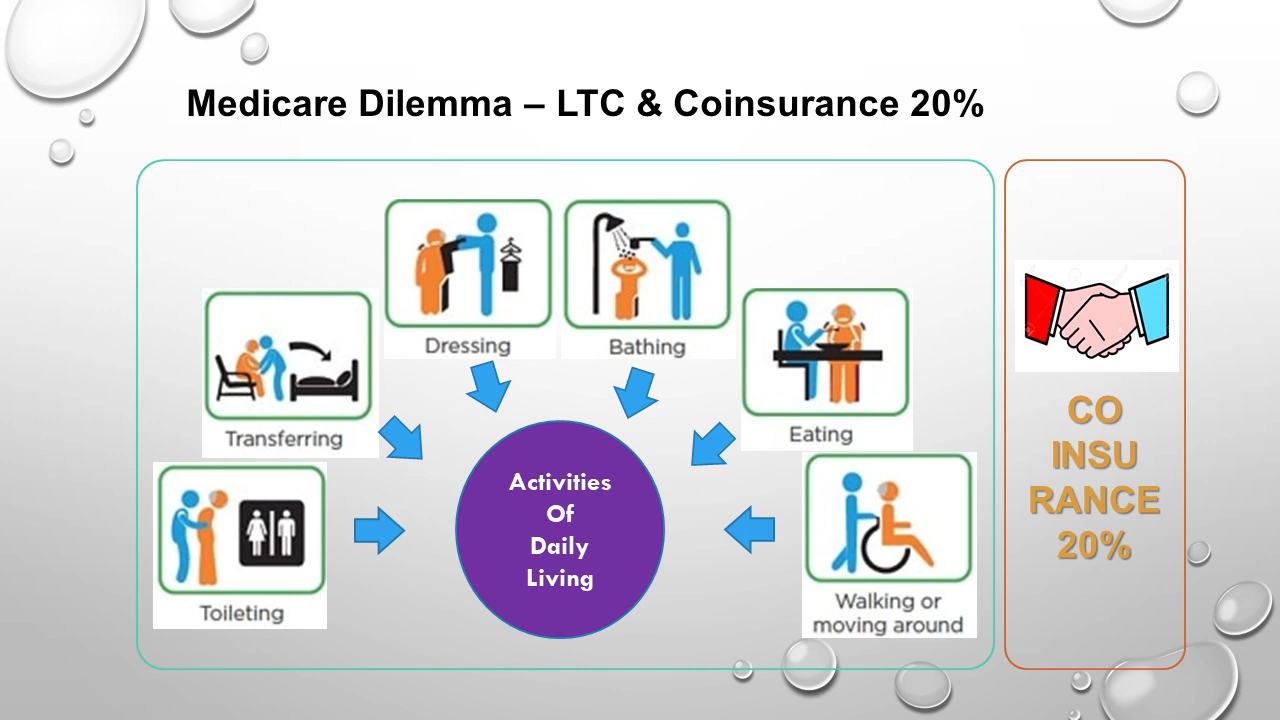 Medicare Dilemma – LTC & Coinsurance 20%
Dressing
Bathing
Transferring
Eating
Toileting
Activities
Of
Daily
Living
Walking or
moving around
CO
INSU
RANCE
20%